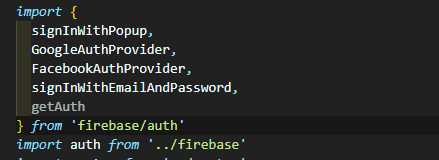 import {
signInWithPopup,
GoogleAuthProvider,
FacebookAuthProvider,
signInWithEmailAndPassword,
getAuth
} from 'firebase/auth'
import auth from '../firebase'